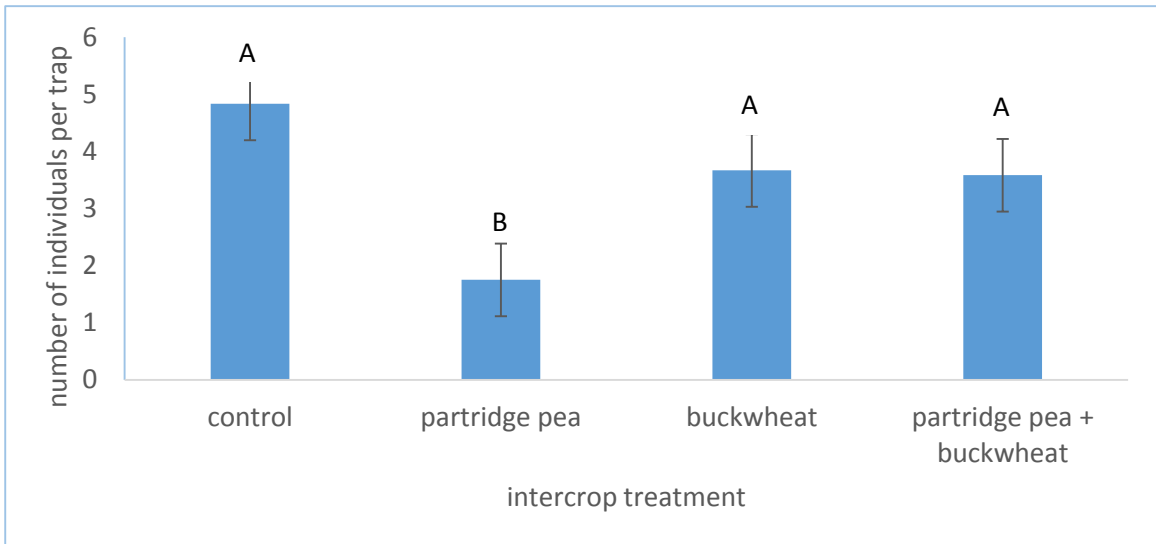 number of individuals per trap
6
5
4
3
2
1
0
A
B
A
A
control
partridge pea
buckwheat
partridge pea +
buckwheat
intercrop treatment